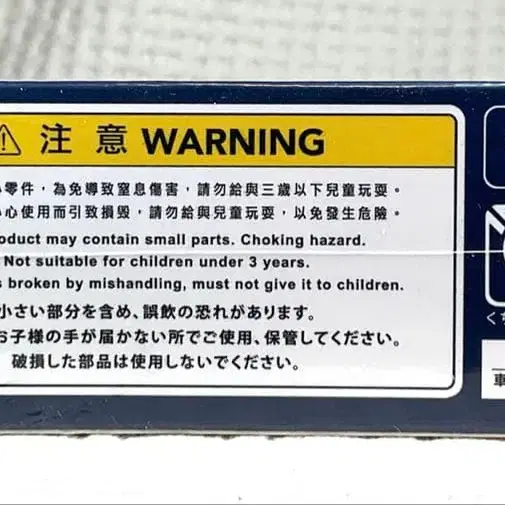 注意 WARNING
零件，為免導致窒息傷害，請勿給與三歲以下兒童玩耍。
心使用而引致損毀，請勿給與兒童玩耍，以免發生危險。
oduct may contain small parts. Choking hazard.
Not suitable for children under 3 years.
s broken by mishandling, must not give it to children.
小さい部分を含め、誤飲の恐れがあります。
お子様の手が届かない所でご使用、保管してください。
破損した部品は使用しないでください。
くち
車